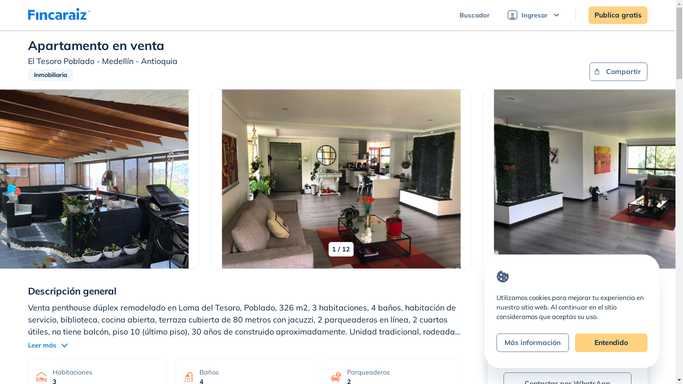 Fincaraiz
Buscador
Ingresar
Publica gratis
Apartamento en venta
El Tesoro Poblado - Medellín - Antioquia
Inmobiliaria
Compartir
1 / 12
Descripción general
Venta penthouse dúplex remodelado en Loma del Tesoro, Poblado, 326 m2, 3 habitaciones, 4 baños, habitación de
servicio, biblioteca, cocina abierta, terraza cubierta de 80 metros con jacuzzi, 2 parqueaderos en línea, 2 cuartos
útiles, no tiene balcón, piso 10 (último piso), 30 años de construido aproximadamente. Unidad tradicional, rodeada...
Leer más
Habitaciones
3
Baños
4
Parqueaderos
2
Utilizamos cookies para mejorar tu experiencia en
nuestro sitio web. Al continuar en el sitio
consideramos que aceptas su uso.
Más información
Entendido
Contactar por WhatsApp